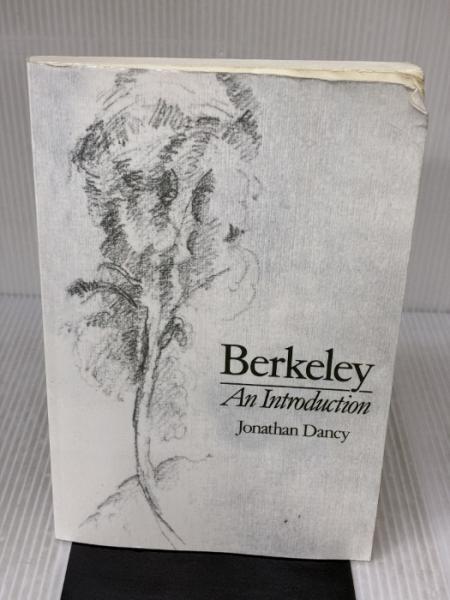 Berkeley
An Introduction
Jonathan Dancy